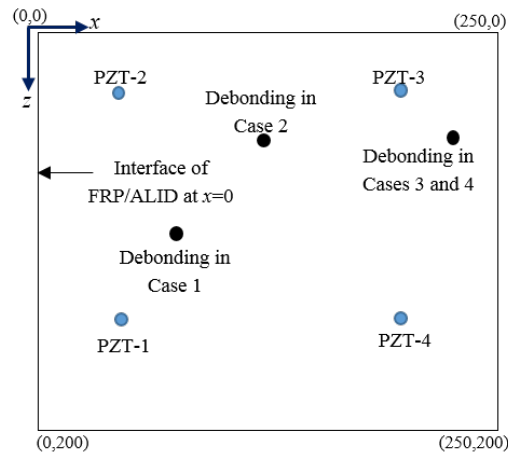 (0,0)
x
(250,0)
z
PZT-2
PZT-3
Debonding in
Case 2
Debonding in
Cases 3 and 4
Interface of
FRP/ALID at x=0
Debonding in
Case 1
PZT-1
PZT-4
(0,200)
(250,200)